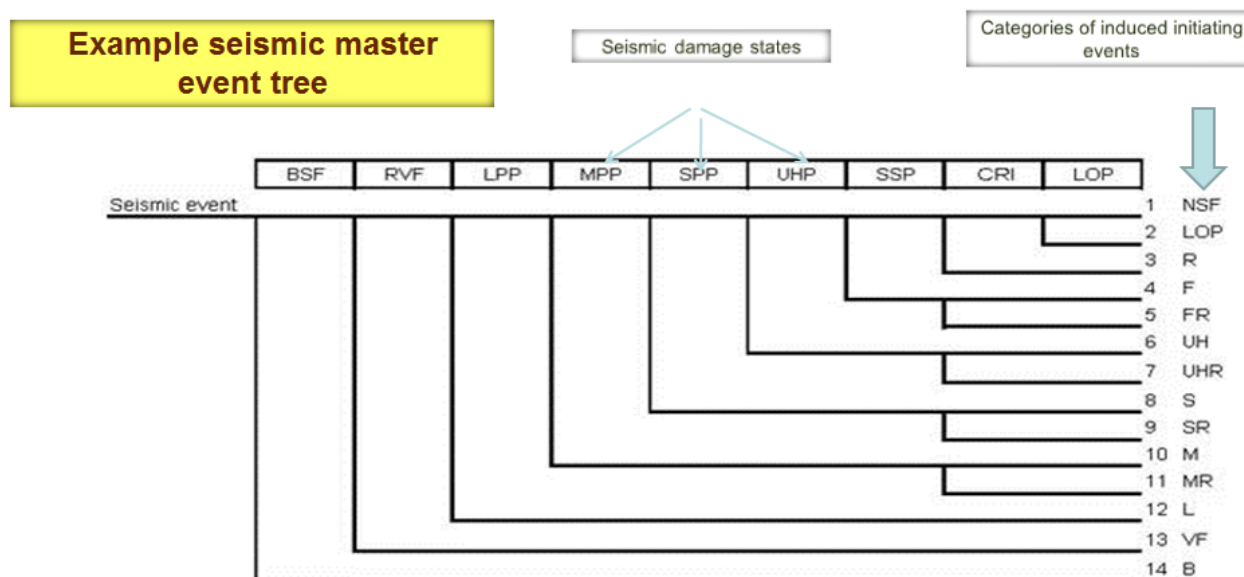 Example seismic master
event tree
Seismic damage states
Categories of induced initiating
events
BSF RVF LPP MPP SPP UHP SSP CRI LOP
Seismic event
1 NSF
2 LOP
3 R
4 F
5 FR
6 UH
7 UHR
8 S
9 SR
10 M
11 MR
12 L
13 VF
14 B